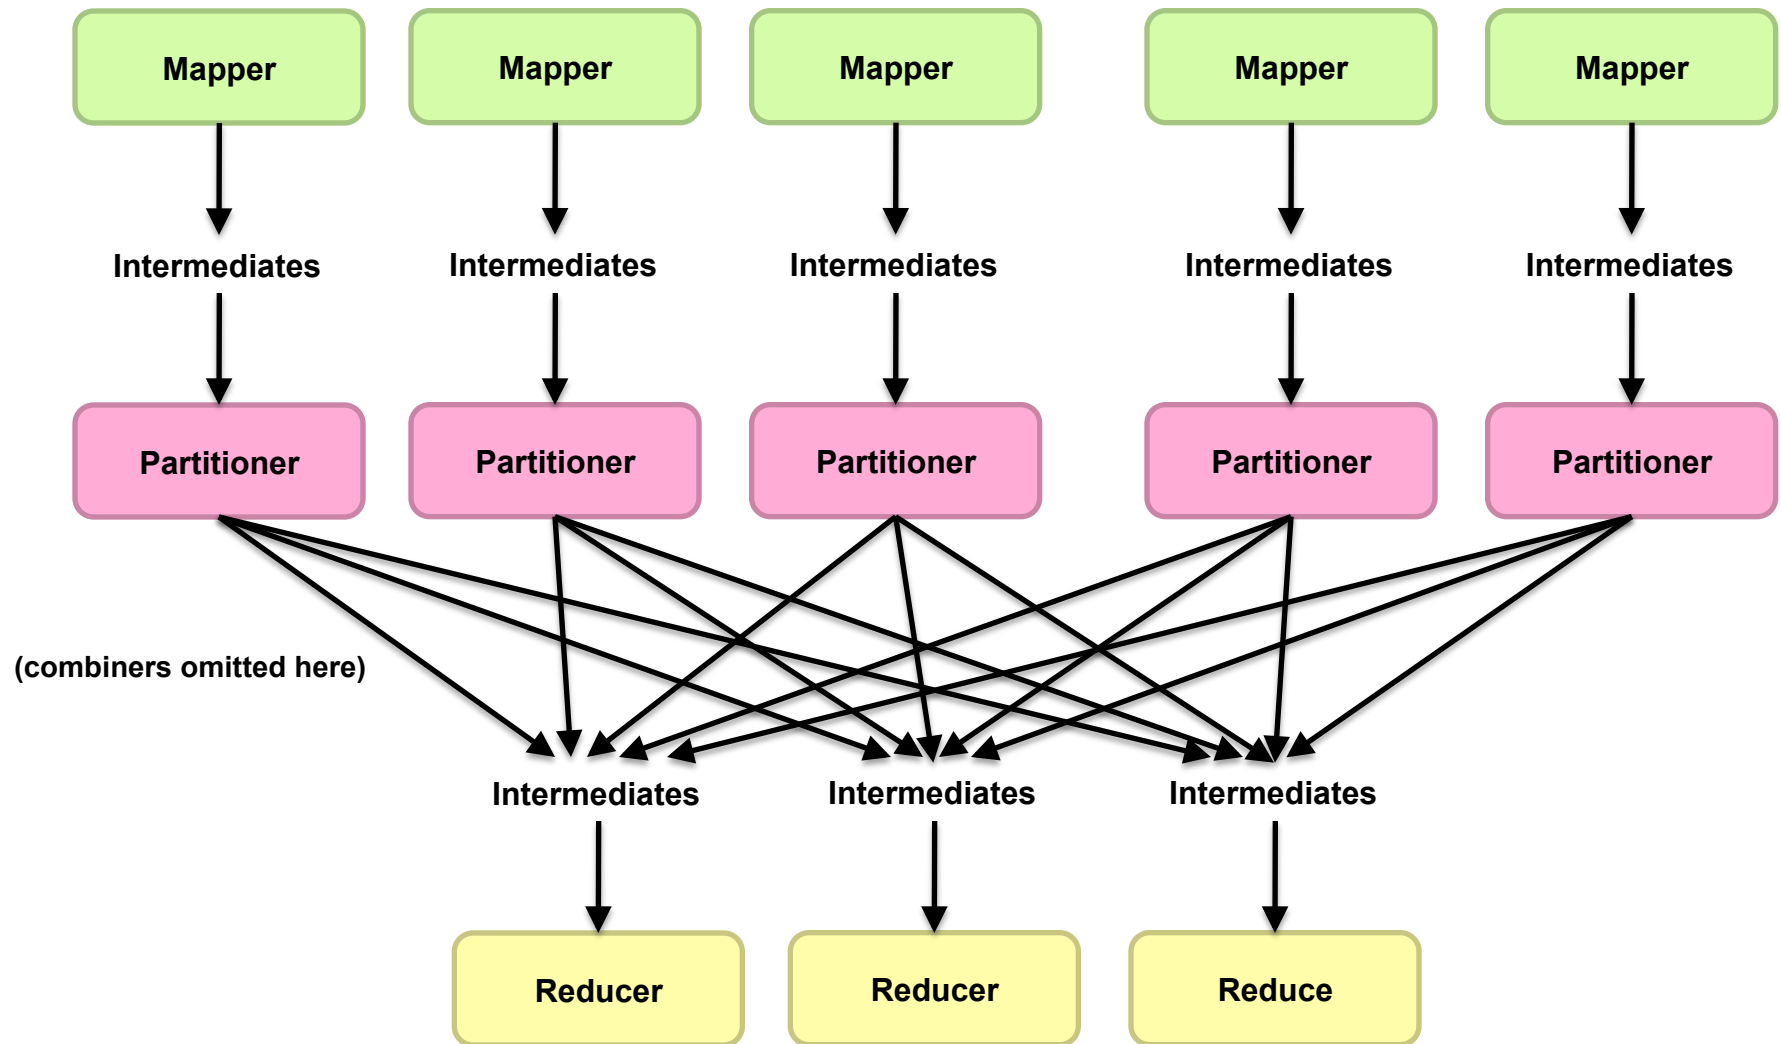 Mapper
Mapper
Mapper
Mapper
Mapper
Intermediates
Intermediates
Intermediates
Intermediates
Intermediates
Partitioner
Partitioner
Partitioner
Partitioner
Partitioner
(combiners omitted here)
Intermediates
Intermediates
Intermediates
Reducer
Reducer
Reduce